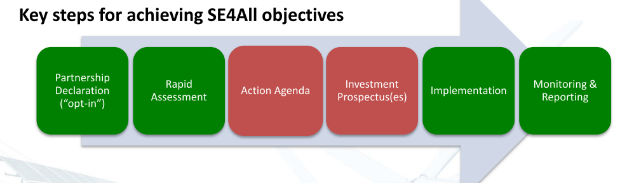 Key steps for achieving SE4All objectives
Partnership
Declaration
("opt-in")
Rapid
Assessment
Action Agenda
Investment
Prospectus(es)
Implementation
Monitoring &
Reporting